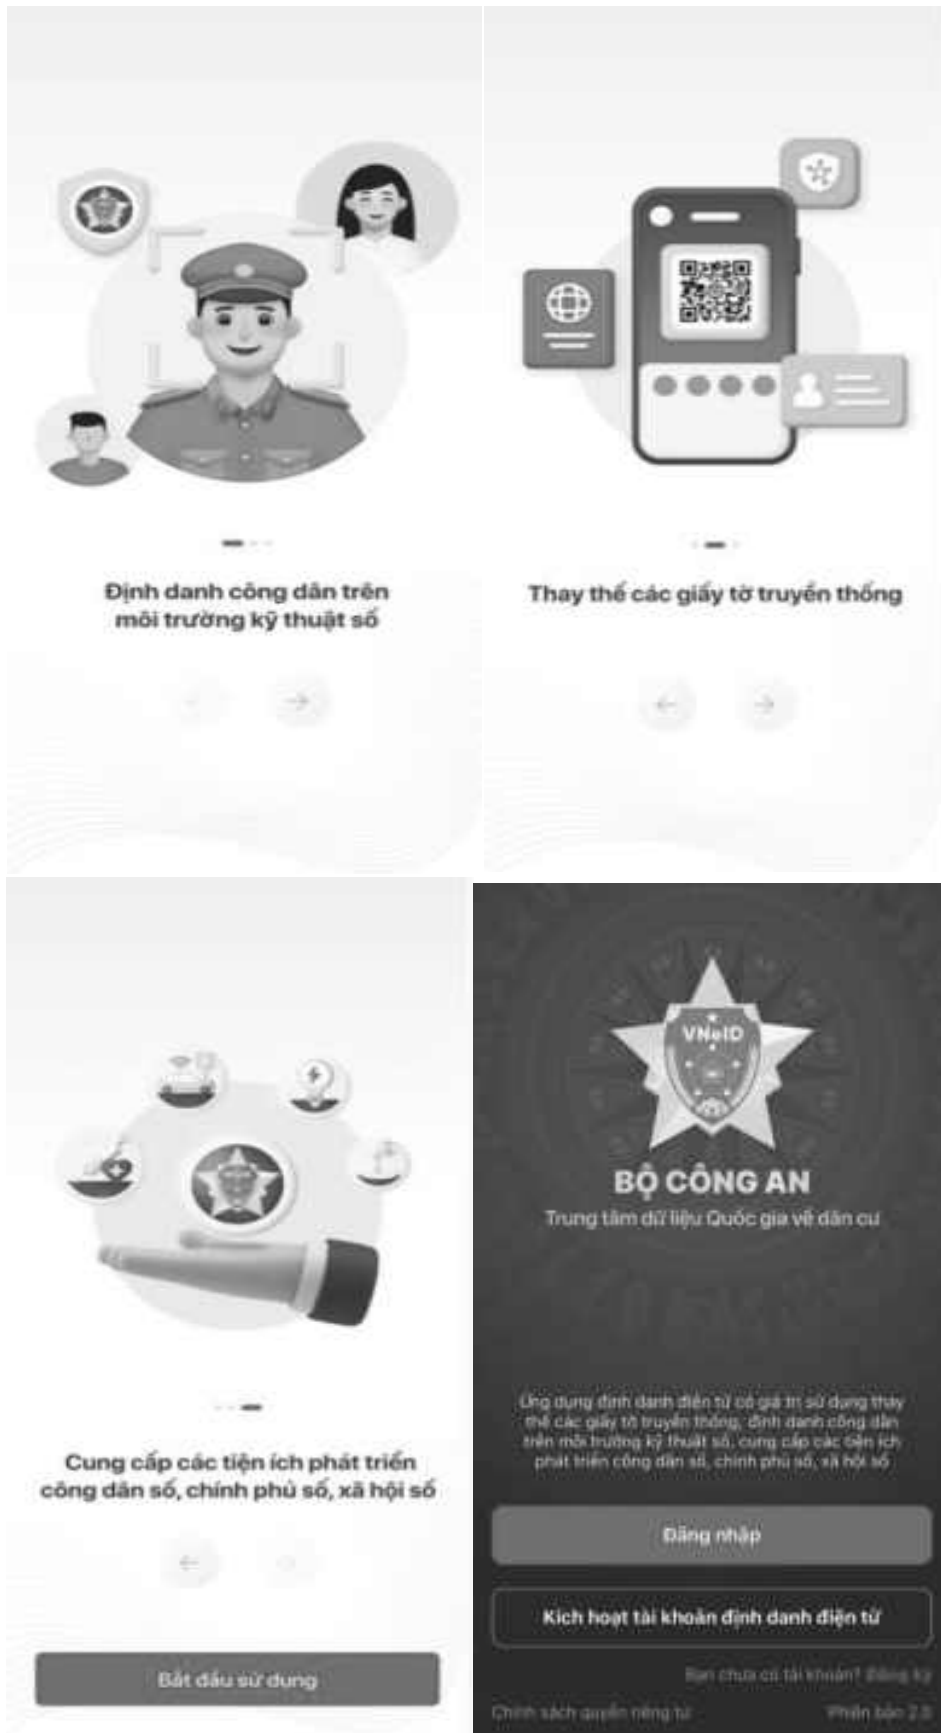 Định danh công dân trên
môi trường kỹ thuật số
Thay thế các giấy tờ truyền thống
Cung cấp các tiện ích phát triển
công dân số, chính phủ số, xã hội số
Bắt đầu sử dụng
VNeID
BỘ CÔNG AN
Trung tâm dữ liệu Quốc gia về dân cư
Ứng dụng định danh điện tử có giá trị sử dụng thay
thế các giấy tờ truyền thống, định danh công dân
trên môi trường kỹ thuật số, cung cấp các tiện ích
phát triển công dân số, chính phủ số, xã hội số
Đăng nhập
Kích hoạt tài khoản định danh điện tử
Bạn chưa có tài khoản? Đăng ký
Chính sách quyền riêng tư
Phiên bản 2.0